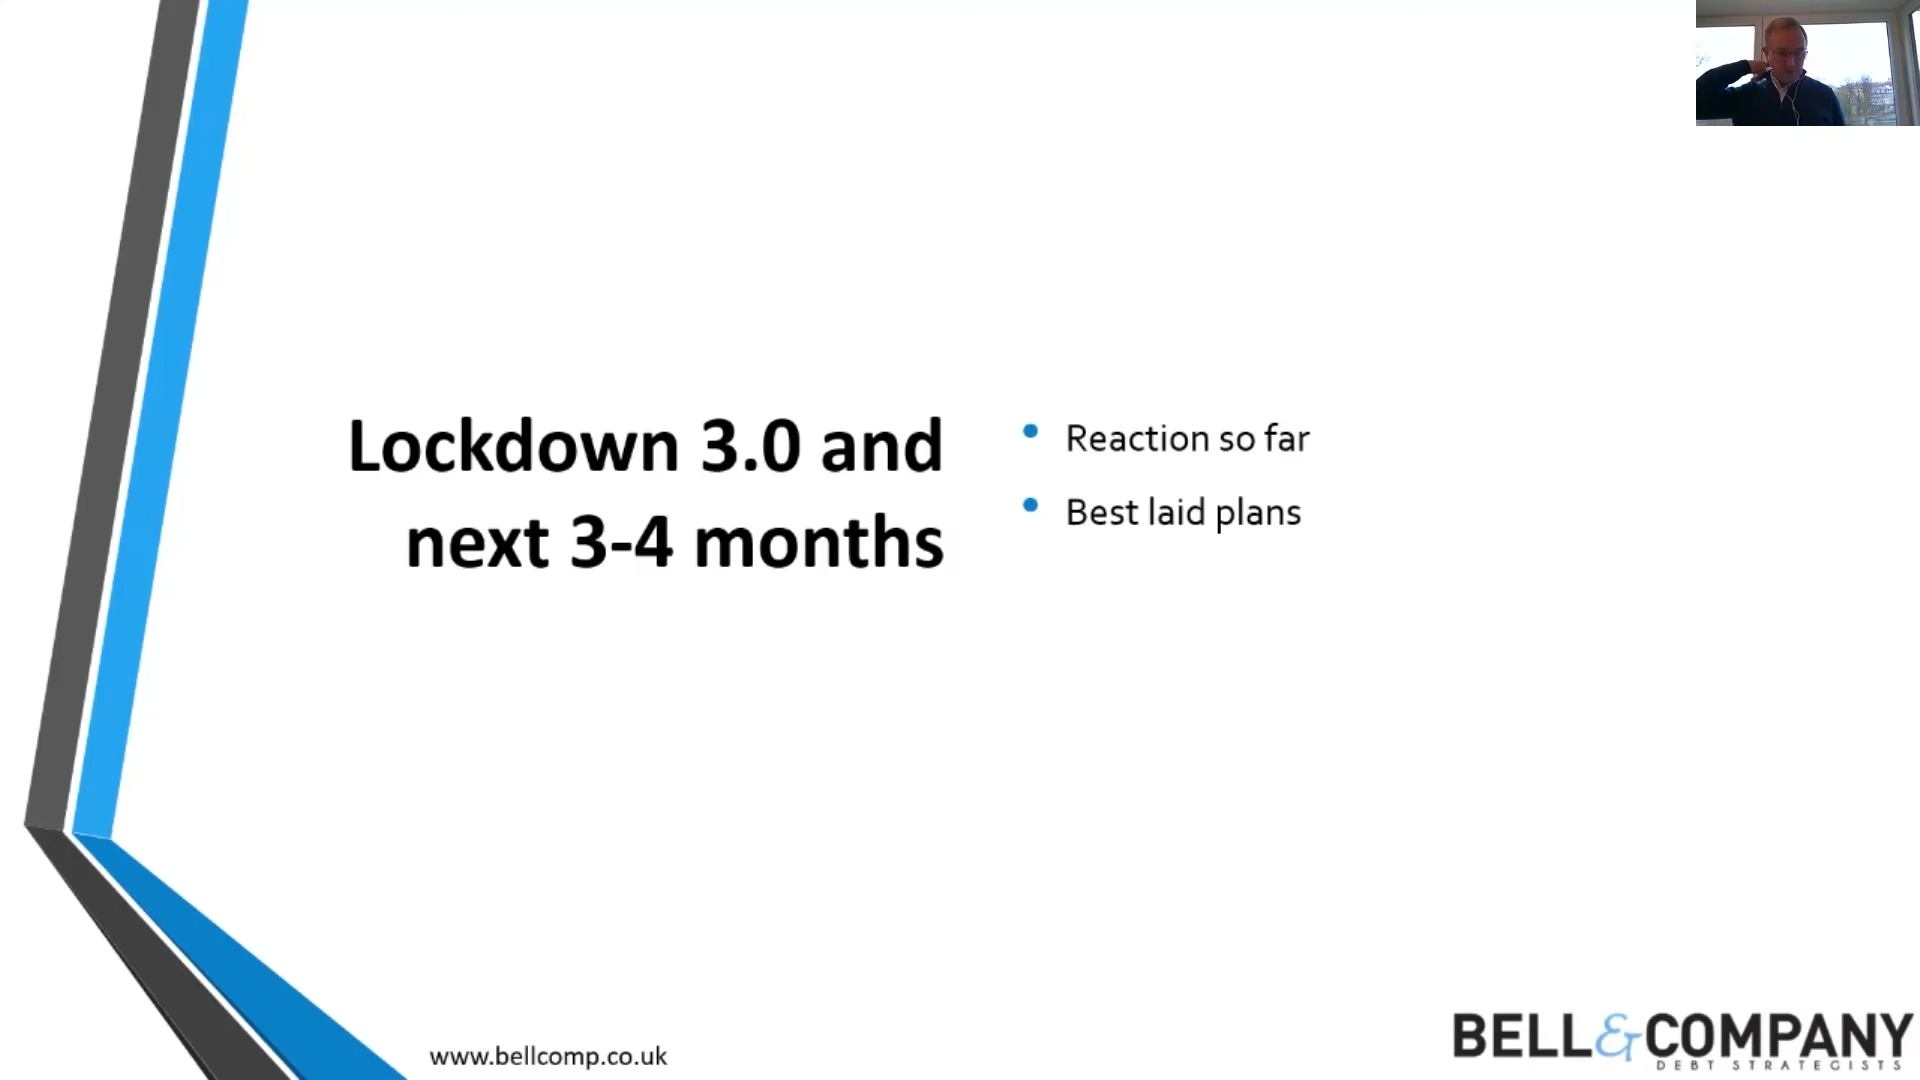 Lockdown 3.0 and
next 3-4 months
Reaction so far
Best laid plans
www.bellcomp.co.uk
BELL&COMPANY
DEBT STRATEGISTS